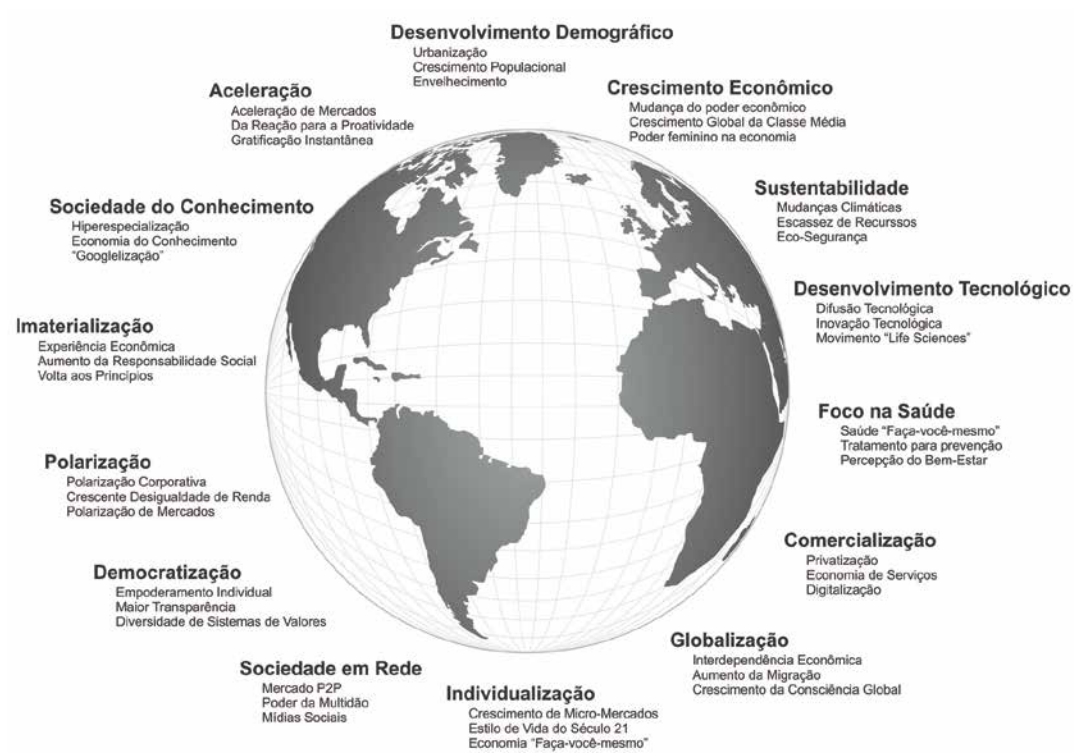 Desenvolvimento Demográfico
Urbanização
Crescimento Populacional
Envelhecimento
Crescimento Econômico
Mudança do poder econômico
Crescimento Global da Classe Média
Poder feminino na economia
Sustentabilidade
Mudanças Climáticas
Escassez de Recurssos
Eco-Segurança
Desenvolvimento Tecnológico
Difusão Tecnológica
Inovação Tecnológica
Movimento “Life Sciences”
Foco na Saúde
Saúde “Faça-você-mesmo”
Tratamento para prevenção
Percepção do Bem-Estar
Comercialização
Privatização
Economia de Serviços
Digitalização
Globalização
Interdependência Econômica
Aumento da Migração
Crescimento da Consciência Global
Individualização
Crescimento de Micro-Mercados
Estilo de Vida do Século 21
Economia “Faça-você-mesmo”
Sociedade em Rede
Mercado P2P
Poder da Multidão
Mídias Sociais
Democratização
Empoderamento Individual
Maior Transparência
Diversidade de Sistemas de Valores
Polarização
Polarização Corporativa
Crescente Desigualdade de Renda
Polarização de Mercados
Imaterialização
Experiência Econômica
Aumento da Responsabilidade Social
Volta aos Princípios
Sociedade do Conhecimento
Hiperespecialização
Economia do Conhecimento
“Googlelização”
Aceleração
Aceleração de Mercados
Da Reação para a Proatividade
Gratificação Instantânea